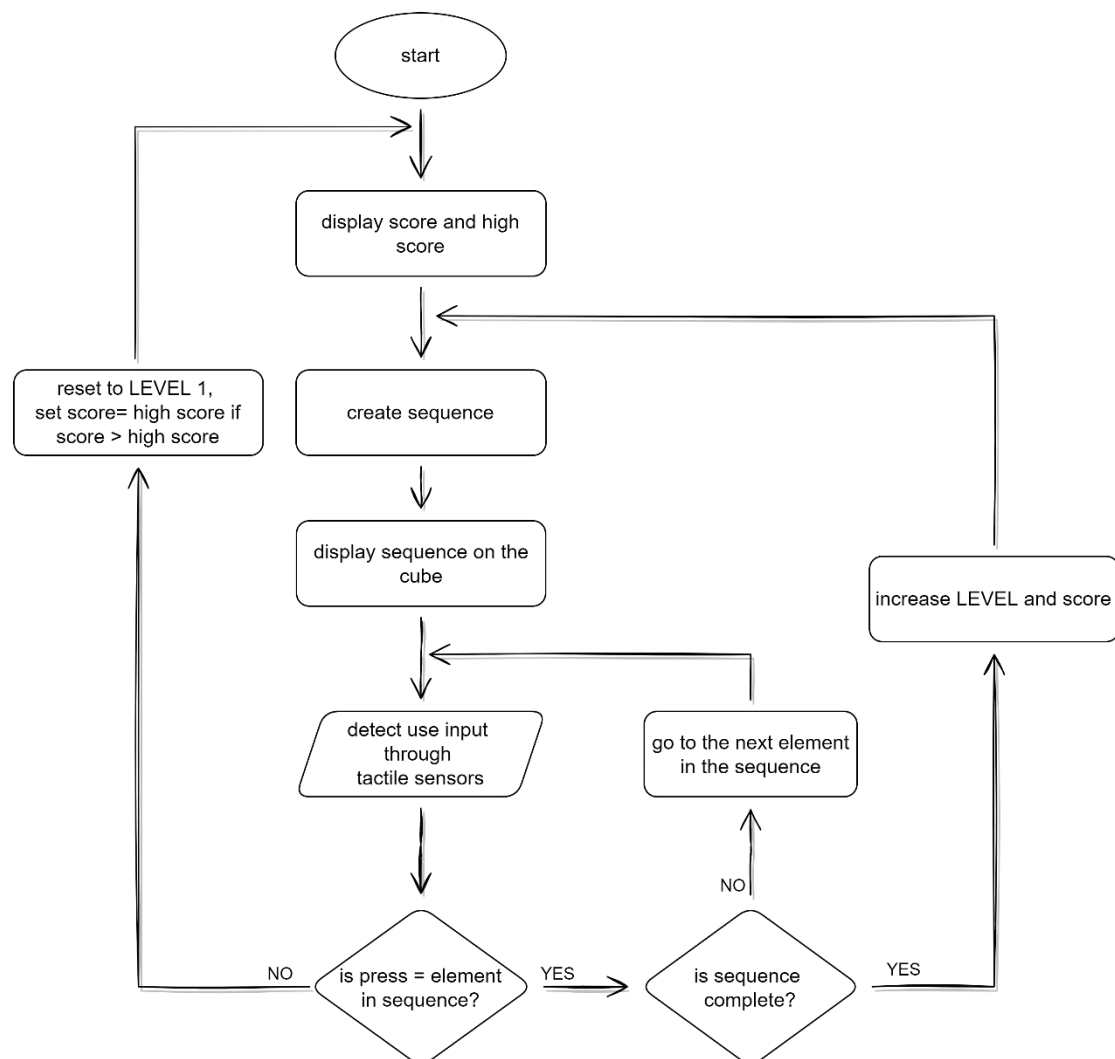 start
display score and high
score
reset to LEVEL 1,
set score= high score if
score > high score
create sequence
display sequence on the
cube
increase LEVEL and score
detect use input
through
tactile sensors
go to the next element
in the sequence
NO
is press = element
in sequence?
NO
YES
is sequence
complete?
YES